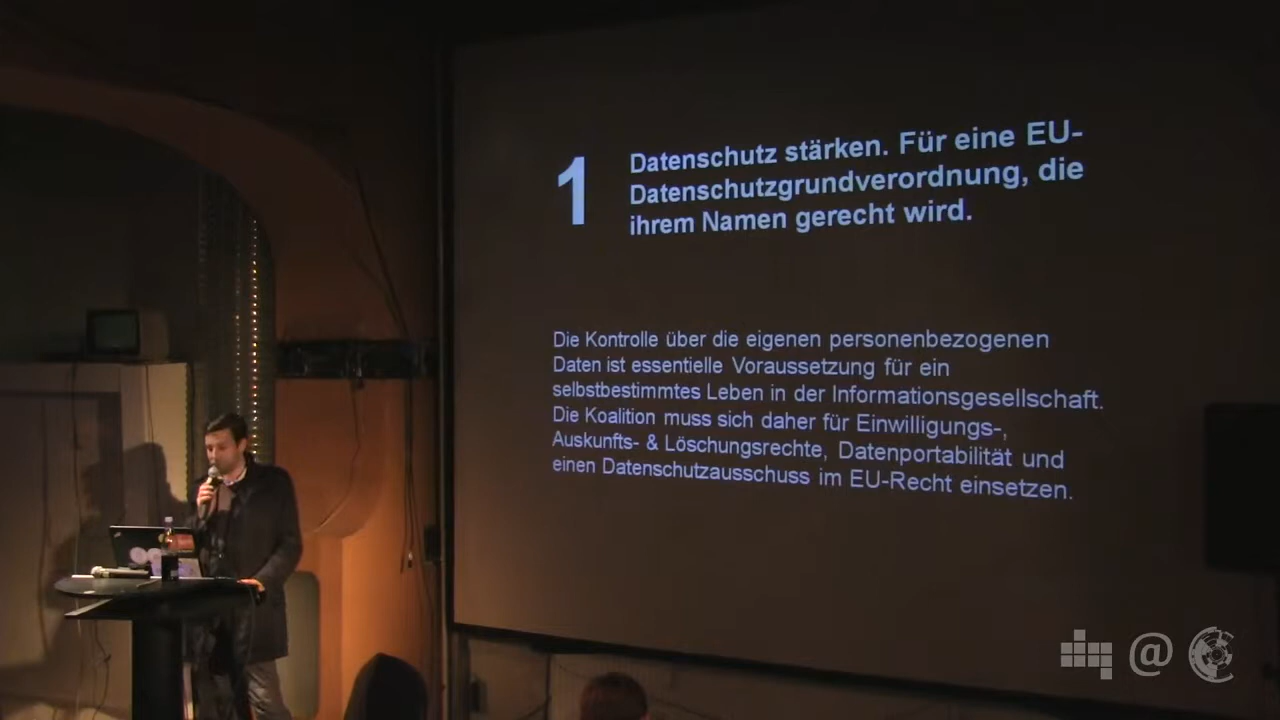 1
Datenschutz stärken. Für eine EU-
Datenschutzgrundverordnung, die
ihrem Namen gerecht wird.
Die Kontrolle über die eigenen personenbezogenen
Daten ist essentielle Voraussetzung für ein
selbstbestimmtes Leben in der Informationsgesellschaft.
Die Koalition muss sich daher für Einwilligungs-,
Auskunfts- & Löschungsrechte, Datenportabilität und
einen Datenschutzausschuss im EU-Recht einsetzen.
@